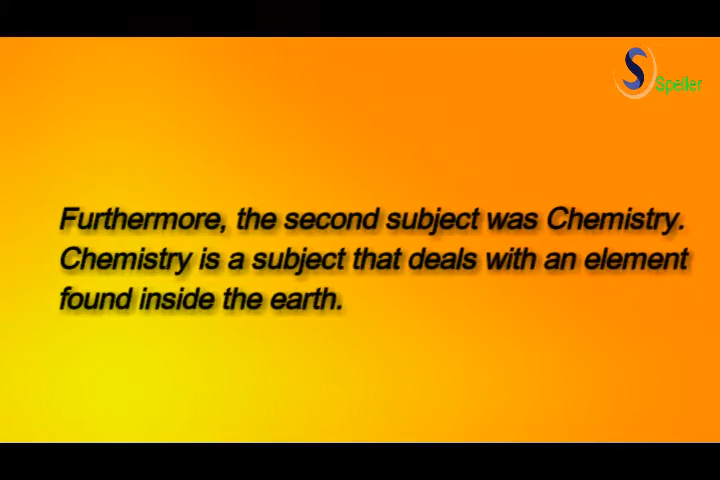 Speller
Furthermore, the second subject was Chemistry.
Chemistry is a subject that deals with an element
found inside the earth.